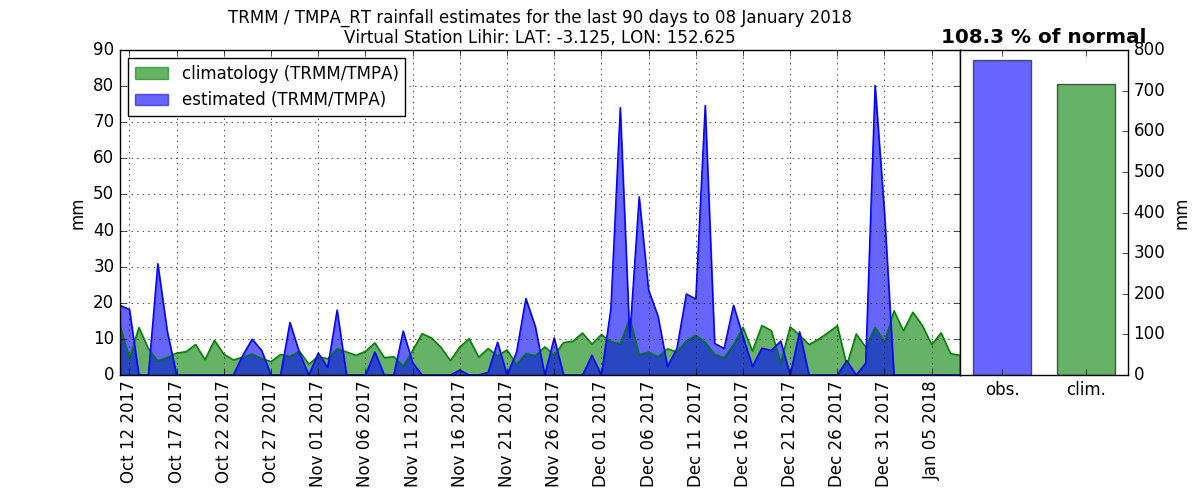 TRMM / TMPA_RT rainfall estimates for the last 90 days to 08 January 2018
Virtual Station Lihir: LAT: -3.125, LON: 152.625
108.3 % of normal
climatology (TRMM/TMPA)
estimated (TRMM/TMPA)
90
80
70
60
50
40
30
20
10
0
mm
Oct 12 2017
Oct 17 2017
Oct 22 2017
Oct 27 2017
Nov 01 2017
Nov 06 2017
Nov 11 2017
Nov 16 2017
Nov 21 2017
Nov 26 2017
Dec 01 2017
Dec 06 2017
Dec 11 2017
Dec 16 2017
Dec 21 2017
Dec 26 2017
Dec 31 2017
Jan 05 2018
obs.
clim.
800
700
600
500
400
300
200
100
0
mm